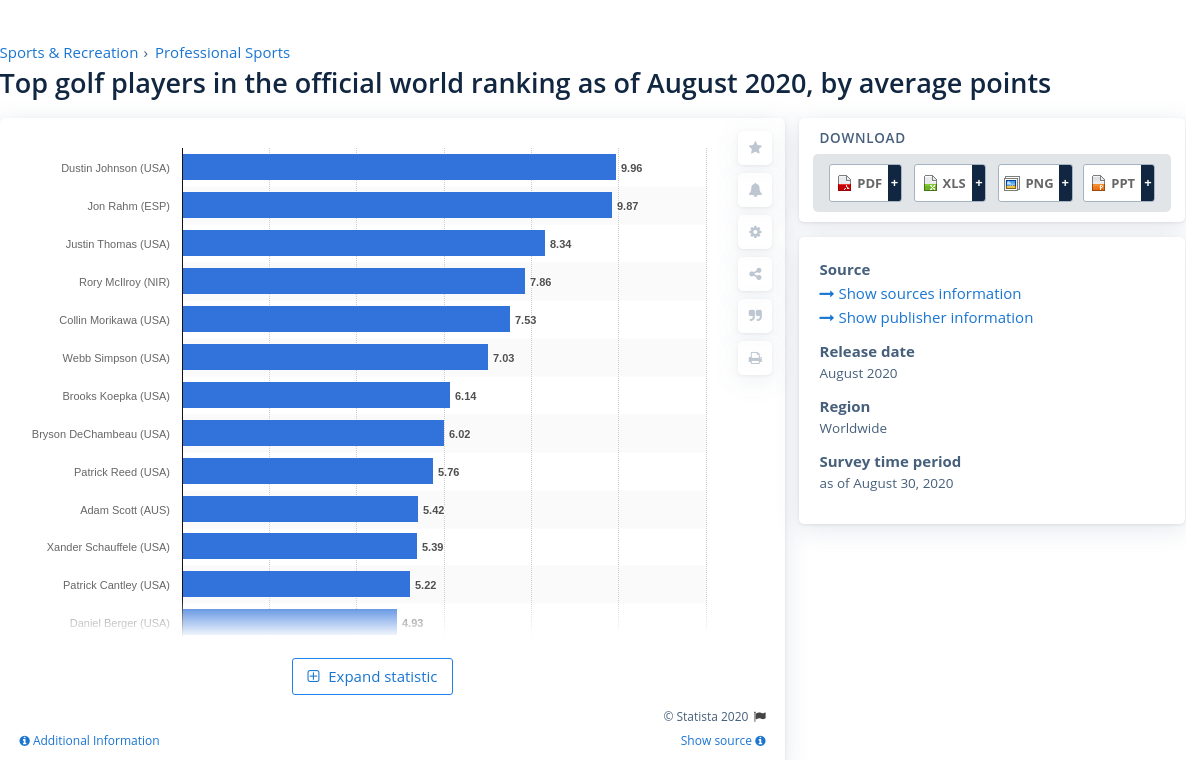 Sports & Recreation › Professional Sports
Top golf players in the official world ranking as of August 2020, by average points
Dustin Johnson (USA) 9.96
Jon Rahm (ESP) 9.87
Justin Thomas (USA) 8.34
Rory McIlroy (NIR) 7.86
Collin Morikawa (USA) 7.53
Webb Simpson (USA) 7.03
Brooks Koepka (USA) 6.14
Bryson DeChambeau (USA) 6.02
Patrick Reed (USA) 5.76
Adam Scott (AUS) 5.42
Xander Schauffele (USA) 5.39
Patrick Cantley (USA) 5.22
Daniel Berger (USA) 4.93
Expand statistic
© Statista 2020
Additional Information
Show source
DOWNLOAD
PDF + XLS + PNG + PPT +
Source
Show sources information
Show publisher information
Release date
August 2020
Region
Worldwide
Survey time period
as of August 30, 2020